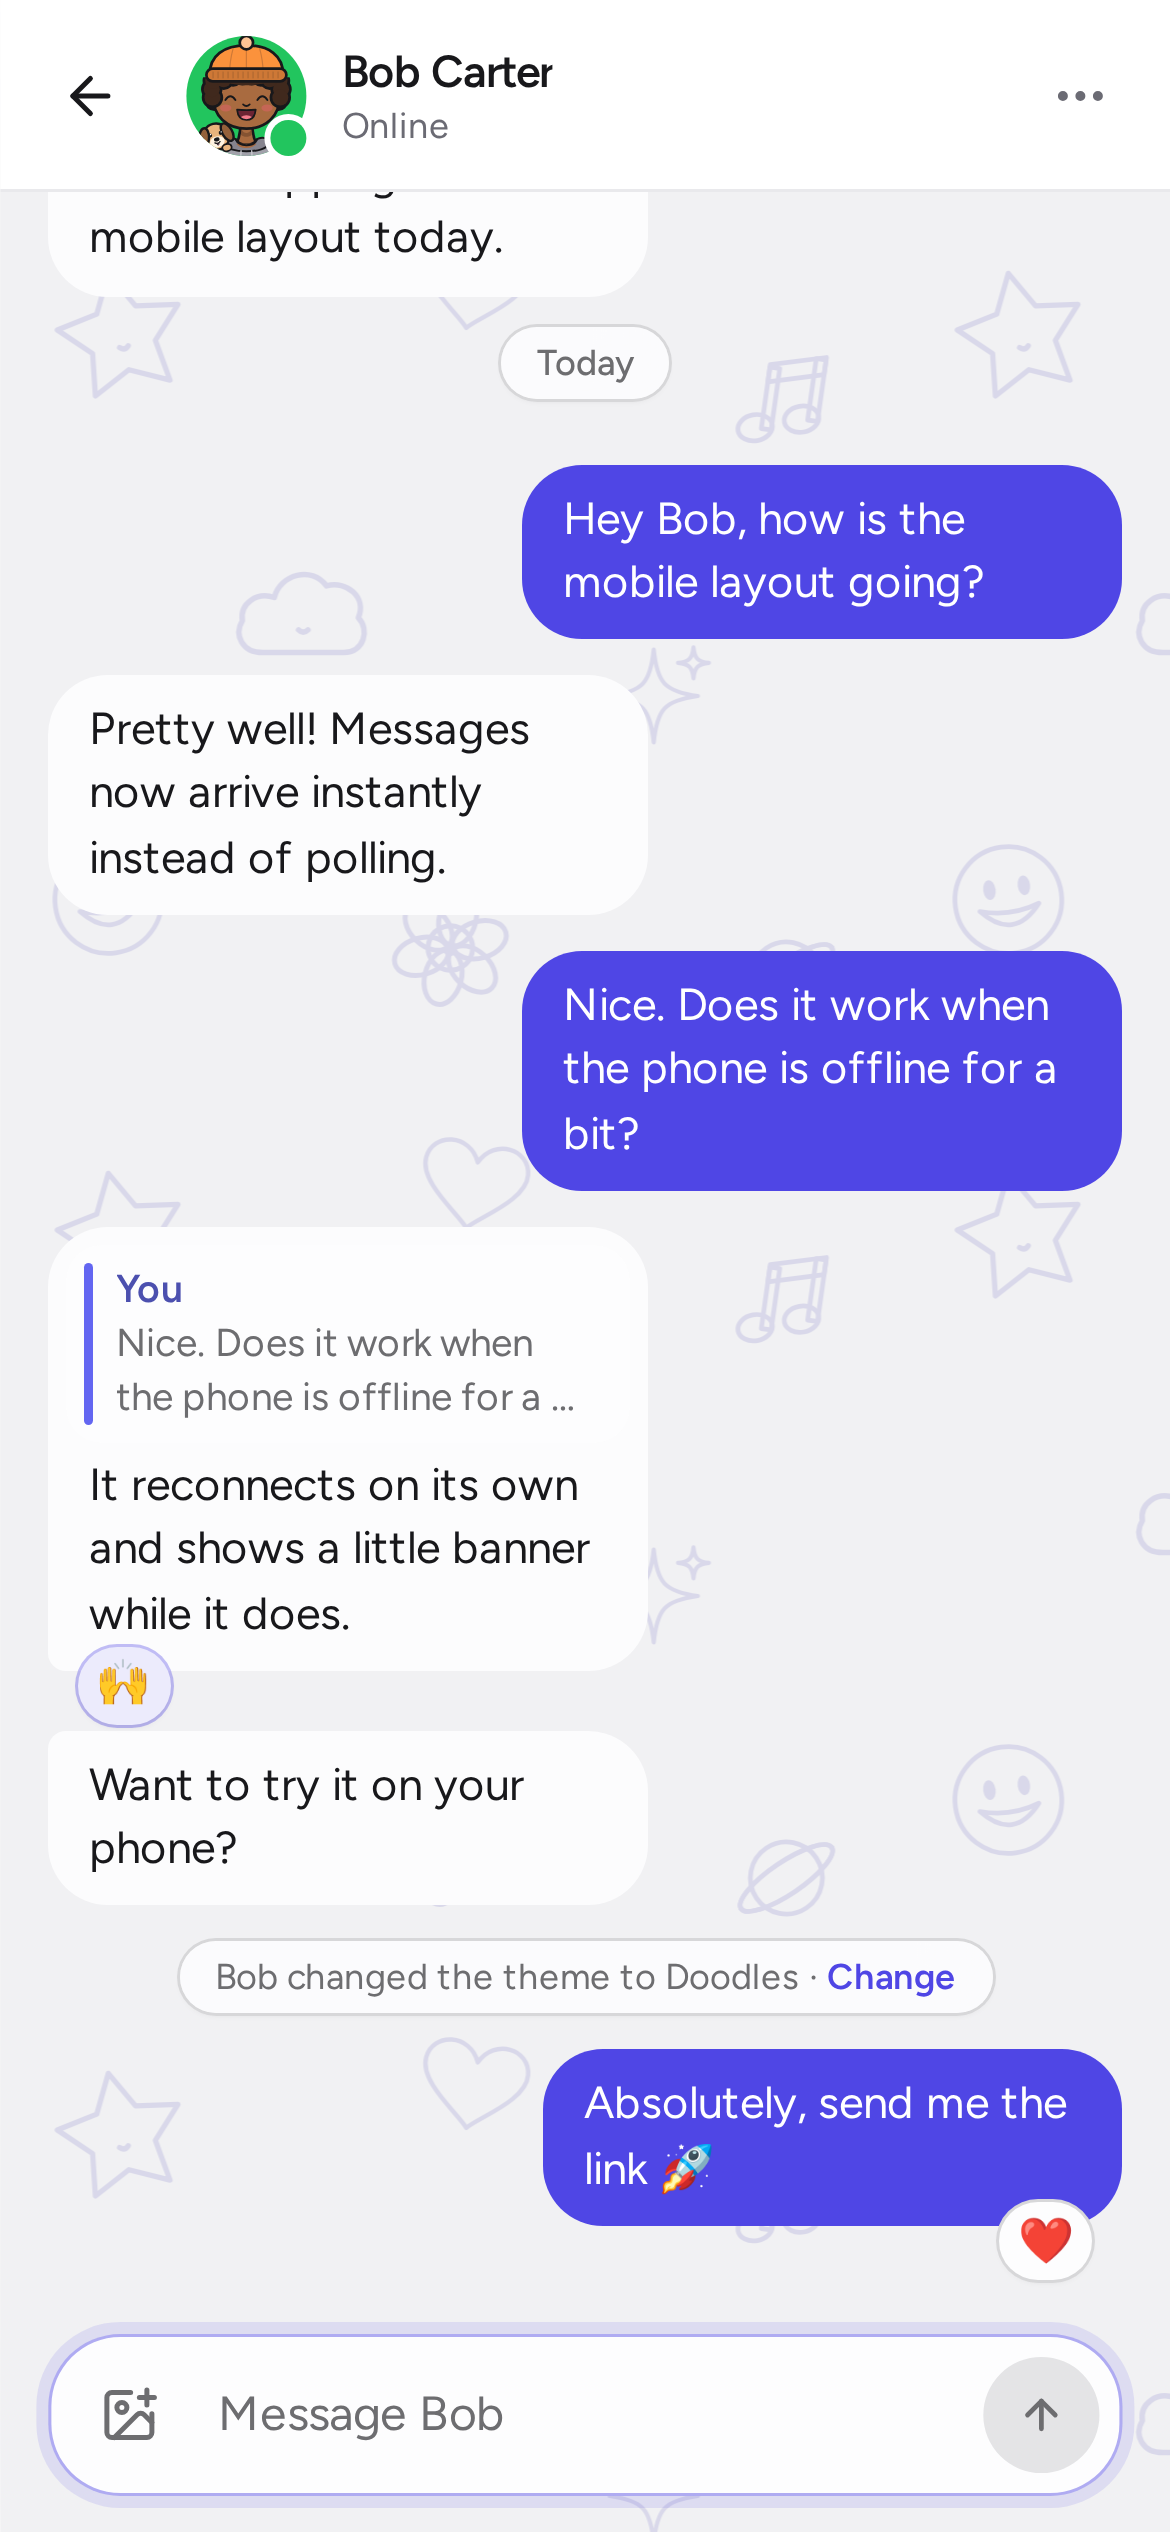 Bob Carter
Online
mobile layout today.
Today
Hey Bob, how is the
mobile layout going?
Pretty well! Messages
now arrive instantly
instead of polling.
Nice. Does it work when
the phone is offline for a
bit?
You
Nice. Does it work when
the phone is offline for a ...
It reconnects on its own
and shows a little banner
while it does.
🙌
Want to try it on your
phone?
Bob changed the theme to Doodles · Change
Absolutely, send me the
link 🚀
❤️
Message Bob